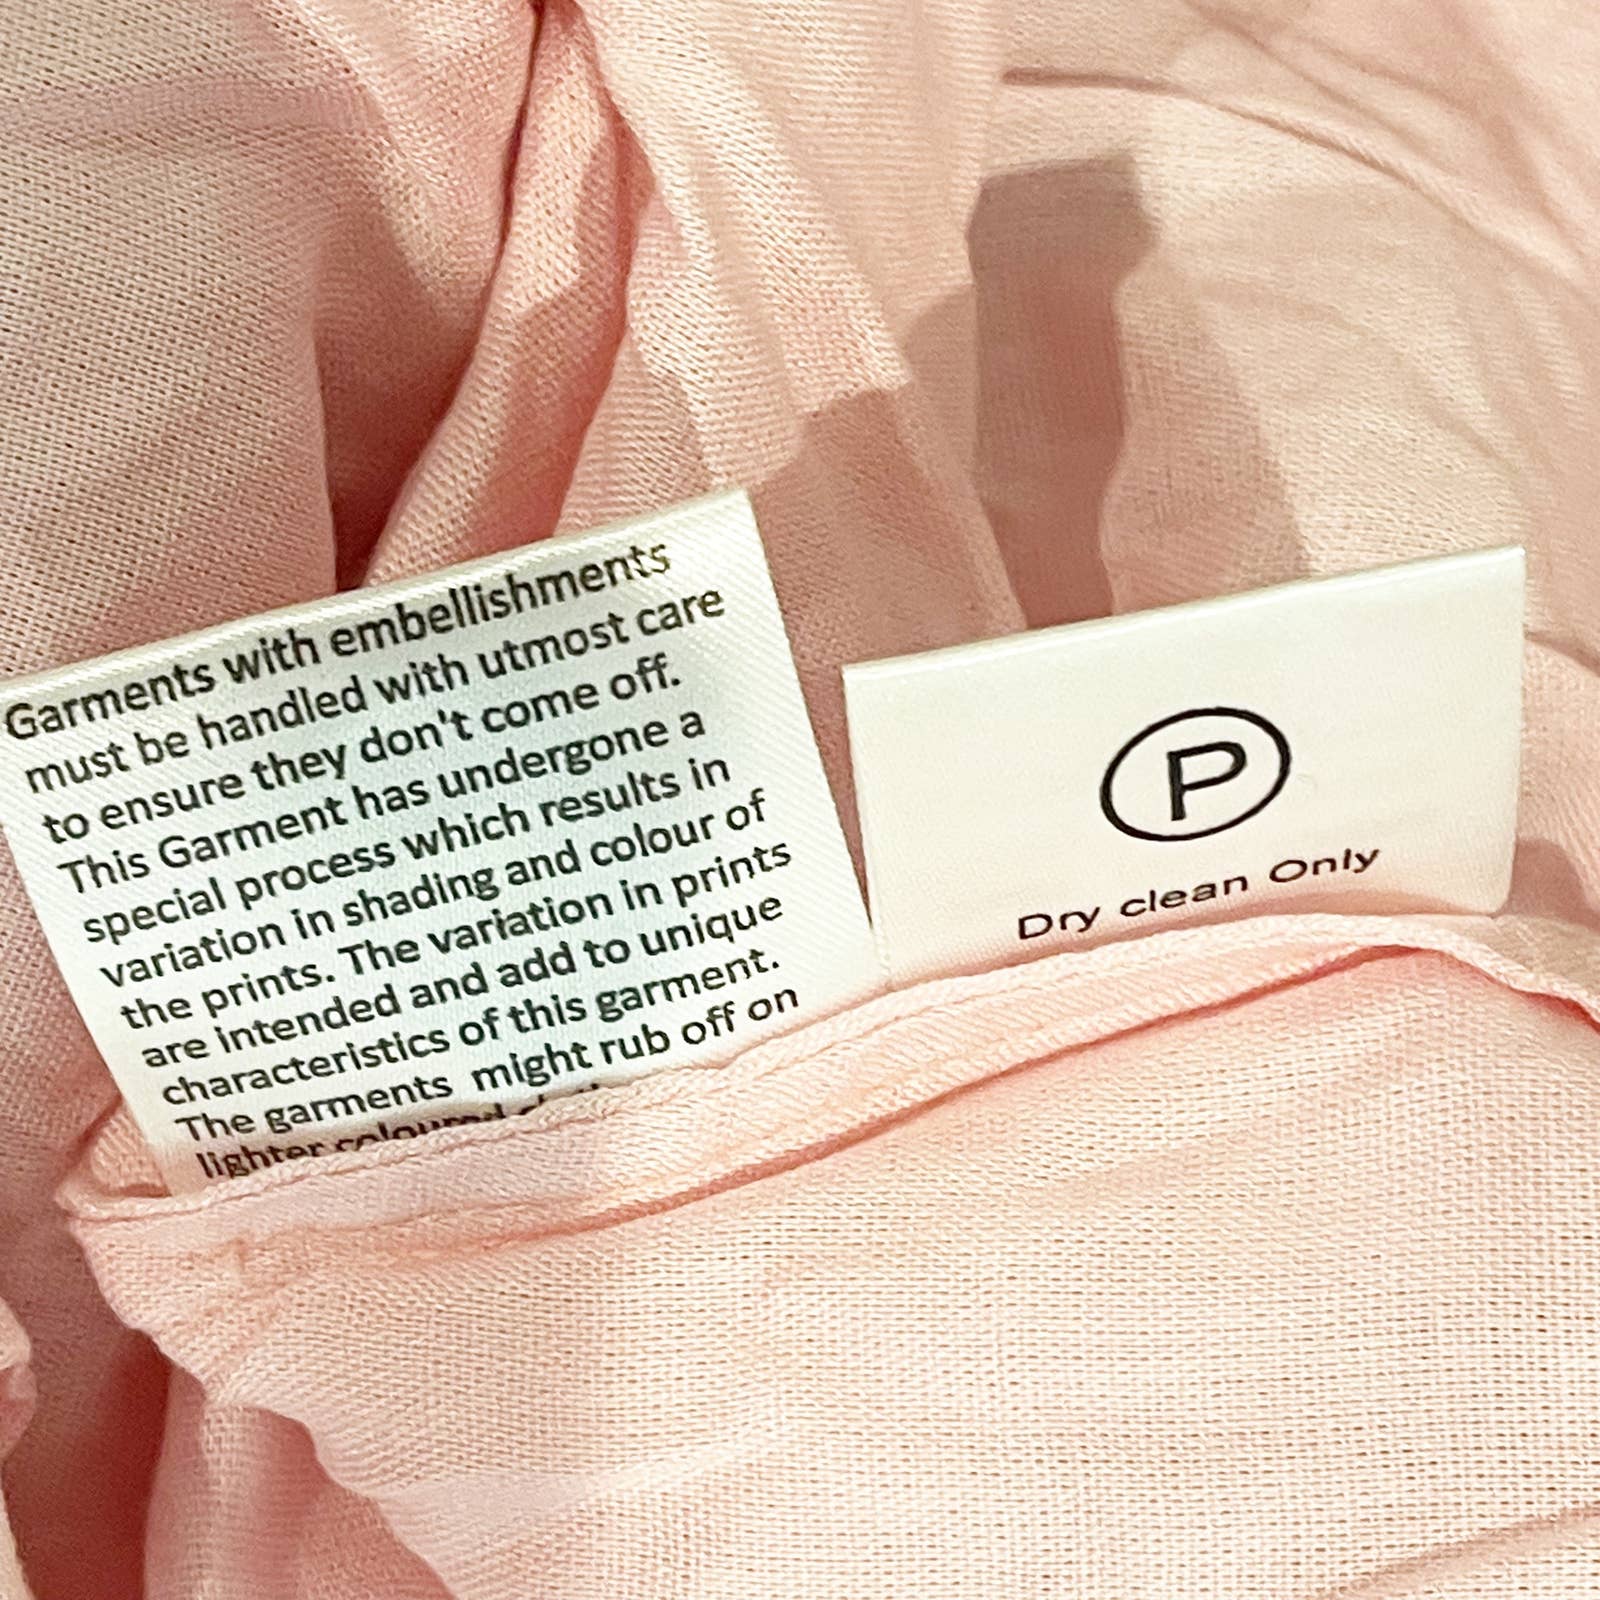 Garments with embellishments
must be handled with utmost care
to ensure they don't come off.
This Garment has undergone a
special process which results in
variation in shading and colour of
the prints. The variation in prints
are intended and add to unique
characteristics of this garment.
The garments might rub off on
lighter coloured
P
Dry clean Only